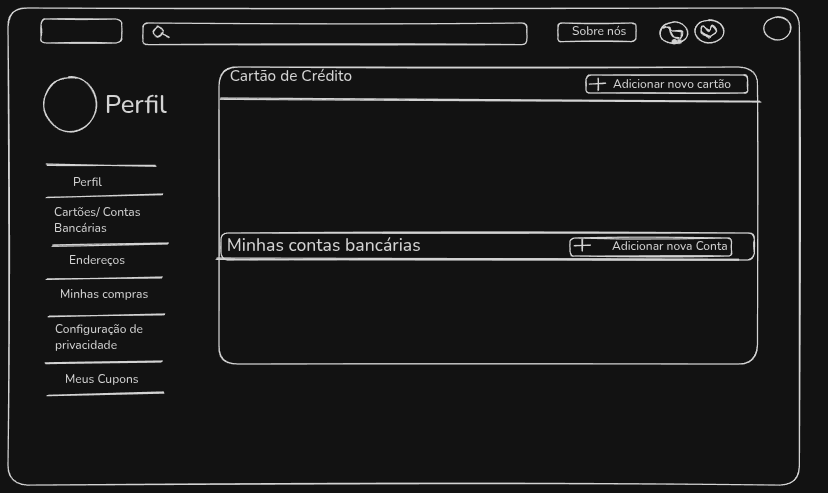 Sobre nós
Perfil
Cartão de Crédito
Adicionar novo cartão
Perfil
Cartões/ Contas
Bancárias
Endereços
Minhas compras
Configuração de
privacidade
Meus Cupons
Minhas contas bancárias
Adicionar nova Conta